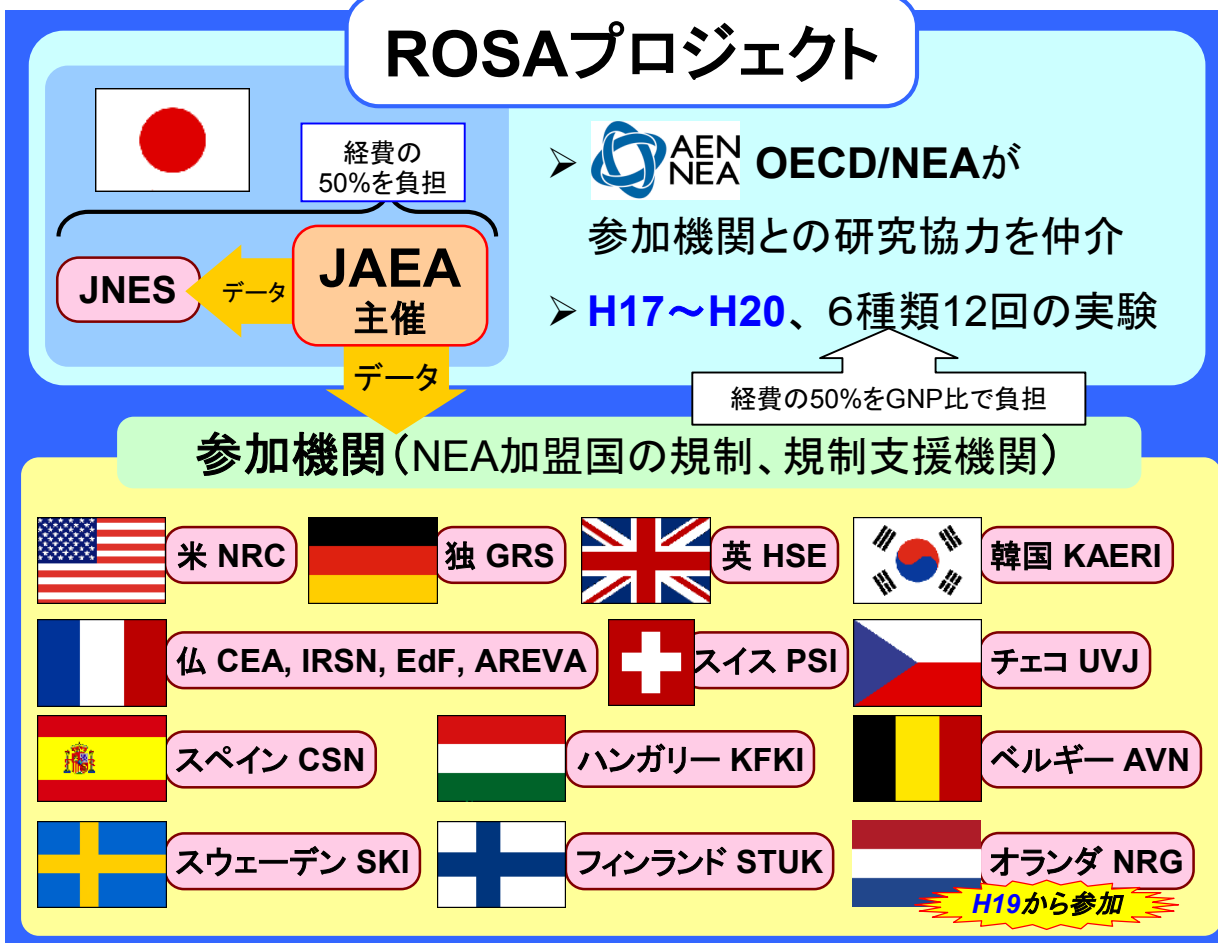 ROSAプロジェクト
経費の
50%を負担
JNES
データ
JAEA
主催
データ
➢ AEN NEA OECD/NEAが
参加機関との研究協力を仲介
➢ H17～H20、6種類12回の実験
経費の50%をGNP比で負担
参加機関（NEA加盟国の規制、規制支援機関）
米 NRC
独 GRS
英 HSE
韓国 KAERI
仏 CEA, IRSN, EdF, AREVA
スイス PSI
チェコ UVJ
スペイン CSN
ハンガリー KFKI
ベルギー AVN
スウェーデン SKI
フィンランド STUK
オランダ NRG
H19から参加